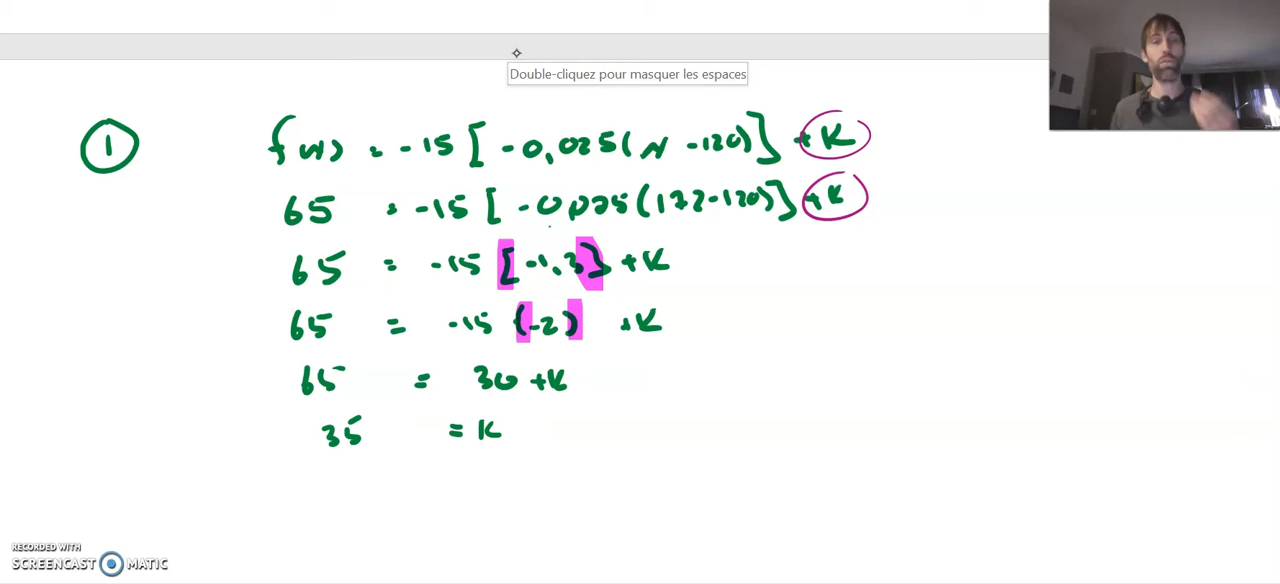 Double-cliquez pour masquer les espaces
1 f(N) = -15 [ -0,025(N -120)] + K
65 = -15 [ -0,025(172-120)] + K
65 = -15 [ -1,3 ] + K
65 = -15 (-2) + K
65 = 30 + K
35 = K
RECORDED WITH
SCREENCAST MATIC